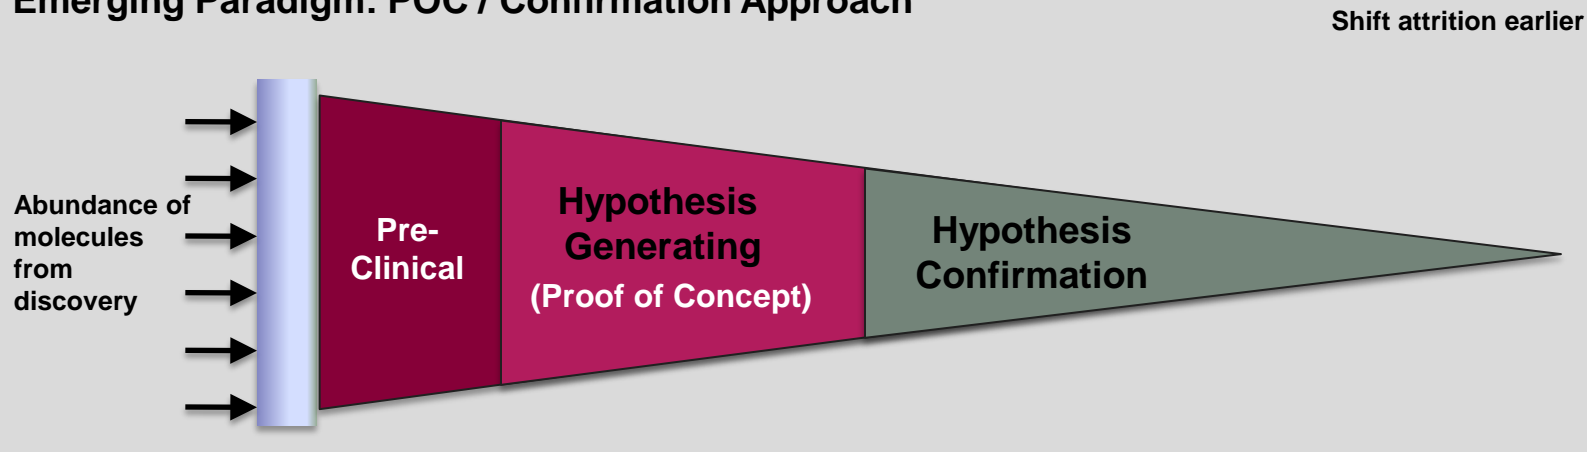 Emerging Paradigm: POC / Confirmation Approach
Shift attrition earlier
Abundance of
molecules
from
discovery
Pre-
Clinical
Hypothesis
Generating
(Proof of Concept)
Hypothesis
Confirmation